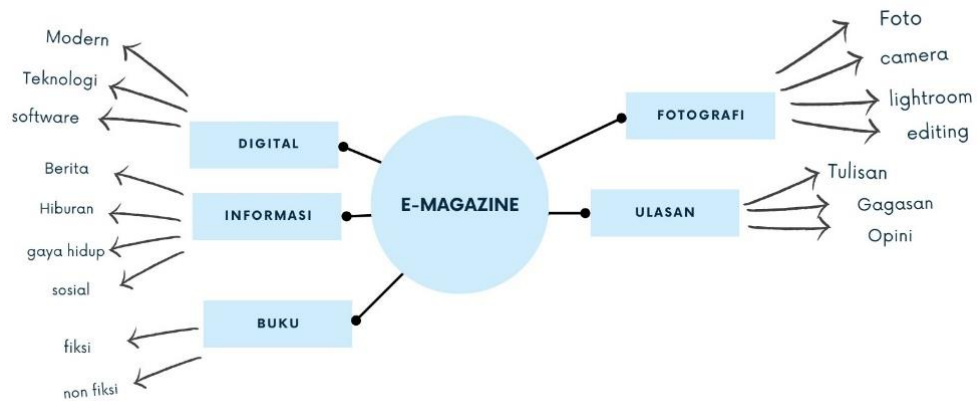 E-MAGAZINE
DIGITAL
Modern
Teknologi
software
INFORMASI
Berita
Hiburan
gaya hidup
sosial
BUKU
fiksi
non fiksi
FOTOGRAFI
Foto
camera
lightroom
editing
ULASAN
Tulisan
Gagasan
Opini